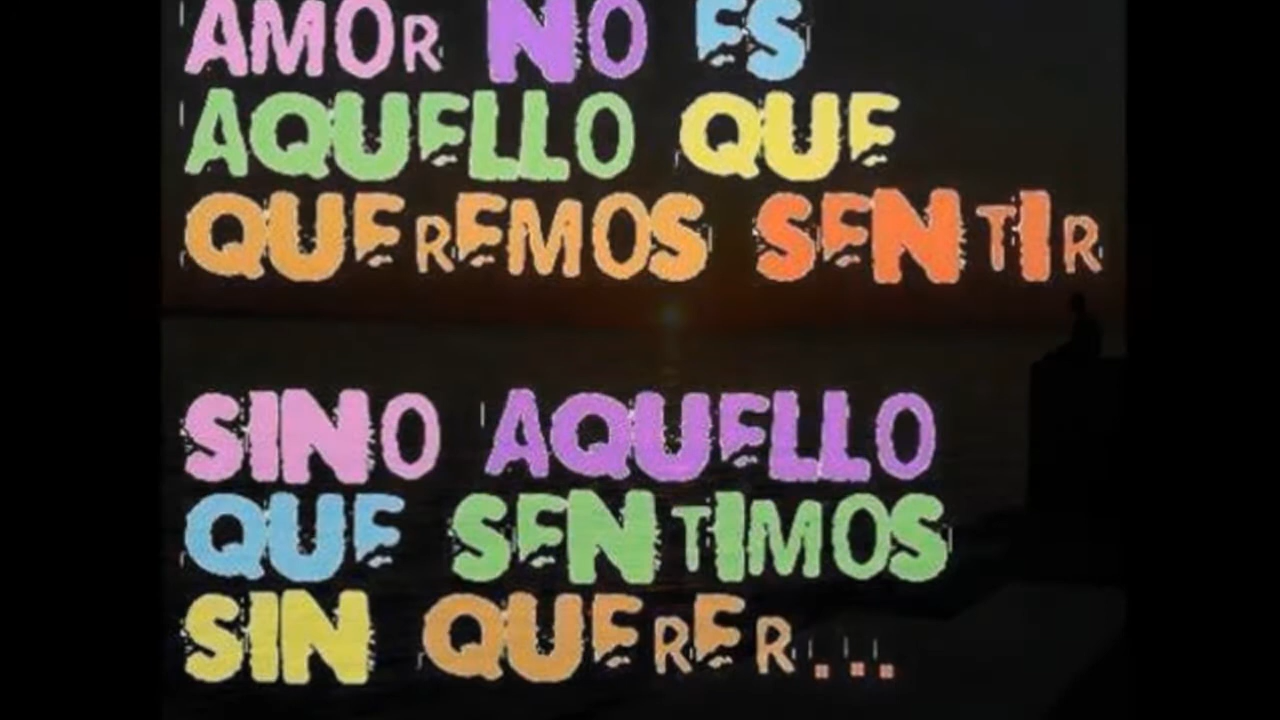 AMOR NO ES
AQUELLO QUE
QUEREMOS SENTIR
SINO AQUELLO
QUE SENTIMOS
SIN QUERER...